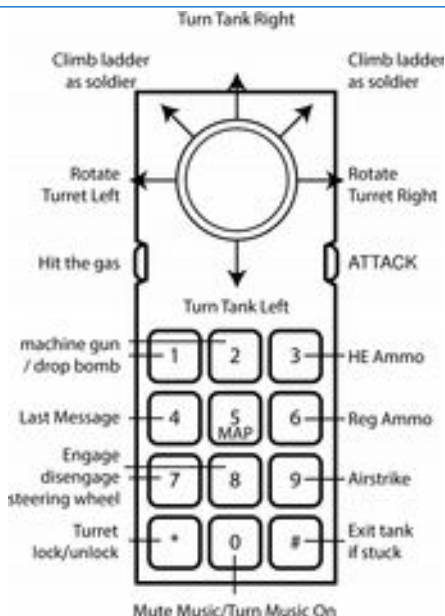 Turn Tank Right
Climb ladder
as soldier
Climb ladder
as soldier
Rotate
Turret Left
Rotate
Turret Right
Hit the gas
ATTACK
Turn Tank Left
machine gun
/ drop bomb
1
2
3
HE Ammo
Last Message
4
5
MAP
6
Reg Ammo
Engage
disengage
steering wheel
7
8
9
Airstrike
Turret
lock/unlock
*
0
#
Exit tank
if stuck
Mute Music/Turn Music On